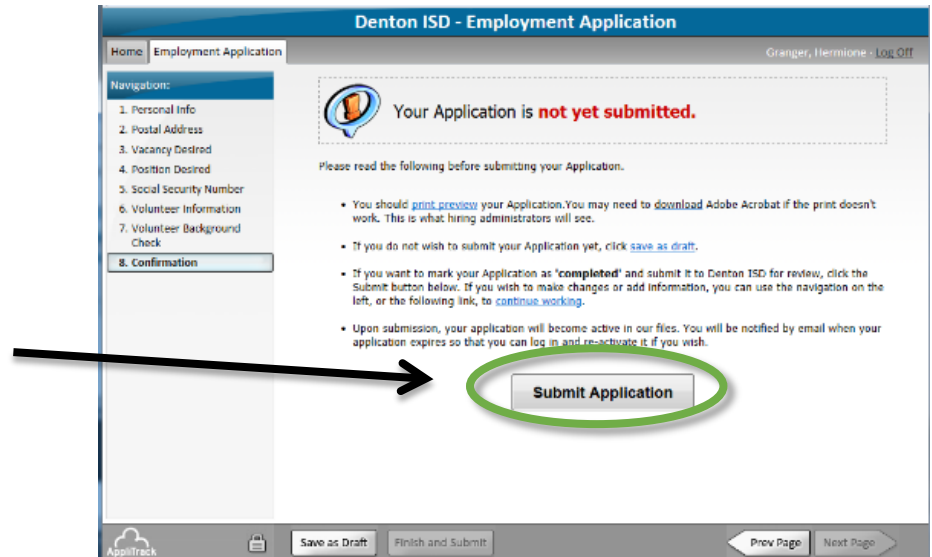 Denton ISD - Employment Application
Home Employment Application
Granger, Hermione - Log Off
Navigation:
1. Personal Info
2. Postal Address
3. Vacancy Desired
4. Position Desired
5. Social Security Number
6. Volunteer Information
7. Volunteer Background
Check
8. Confirmation
Your Application is not yet submitted.
Please read the following before submitting your Application.
• You should print preview your Application.You may need to download Adobe Acrobat if the print doesn't
work. This is what hiring administrators will see.
• If you do not wish to submit your Application yet, click save as draft.
• If you want to mark your Application as 'completed' and submit it to Denton ISD for review, click the
Submit button below. If you wish to make changes or add information, you can use the navigation on the
left, or the following link, to continue working.
• Upon submission, your application will become active in our files. You will be notified by email when your
application expires so that you can log in and re-activate it if you wish.
Submit Application
AppliTrack
Save as Draft Finish and Submit Prev Page Next Page